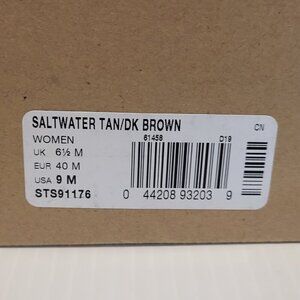 SALTWATER TAN/DK BROWN CN
WOMEN 61458 D19
UK 6½ M
EUR 40 M
USA 9 M
STS91176 0 44208 93203 9